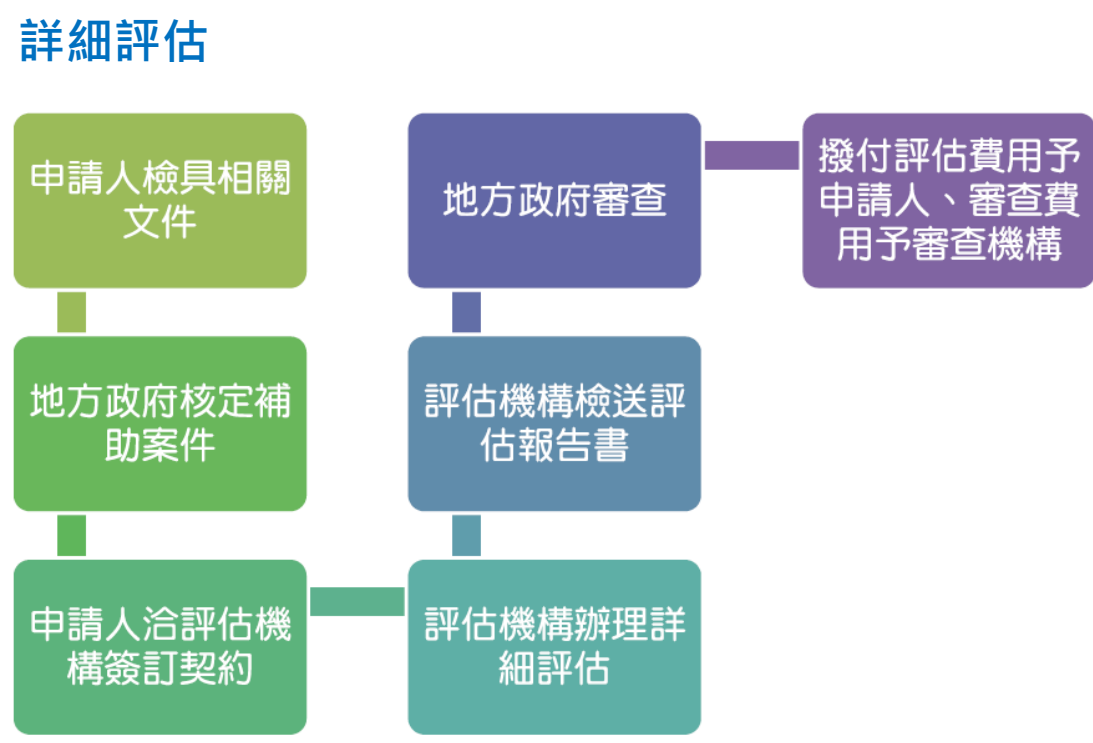 詳細評估
申請人檢具相關
文件
地方政府核定補
助案件
申請人洽評估機
構簽訂契約
評估機構辦理詳
細評估
評估機構檢送評
估報告書
地方政府審查
撥付評估費用予
申請人、審查費
用予審查機構